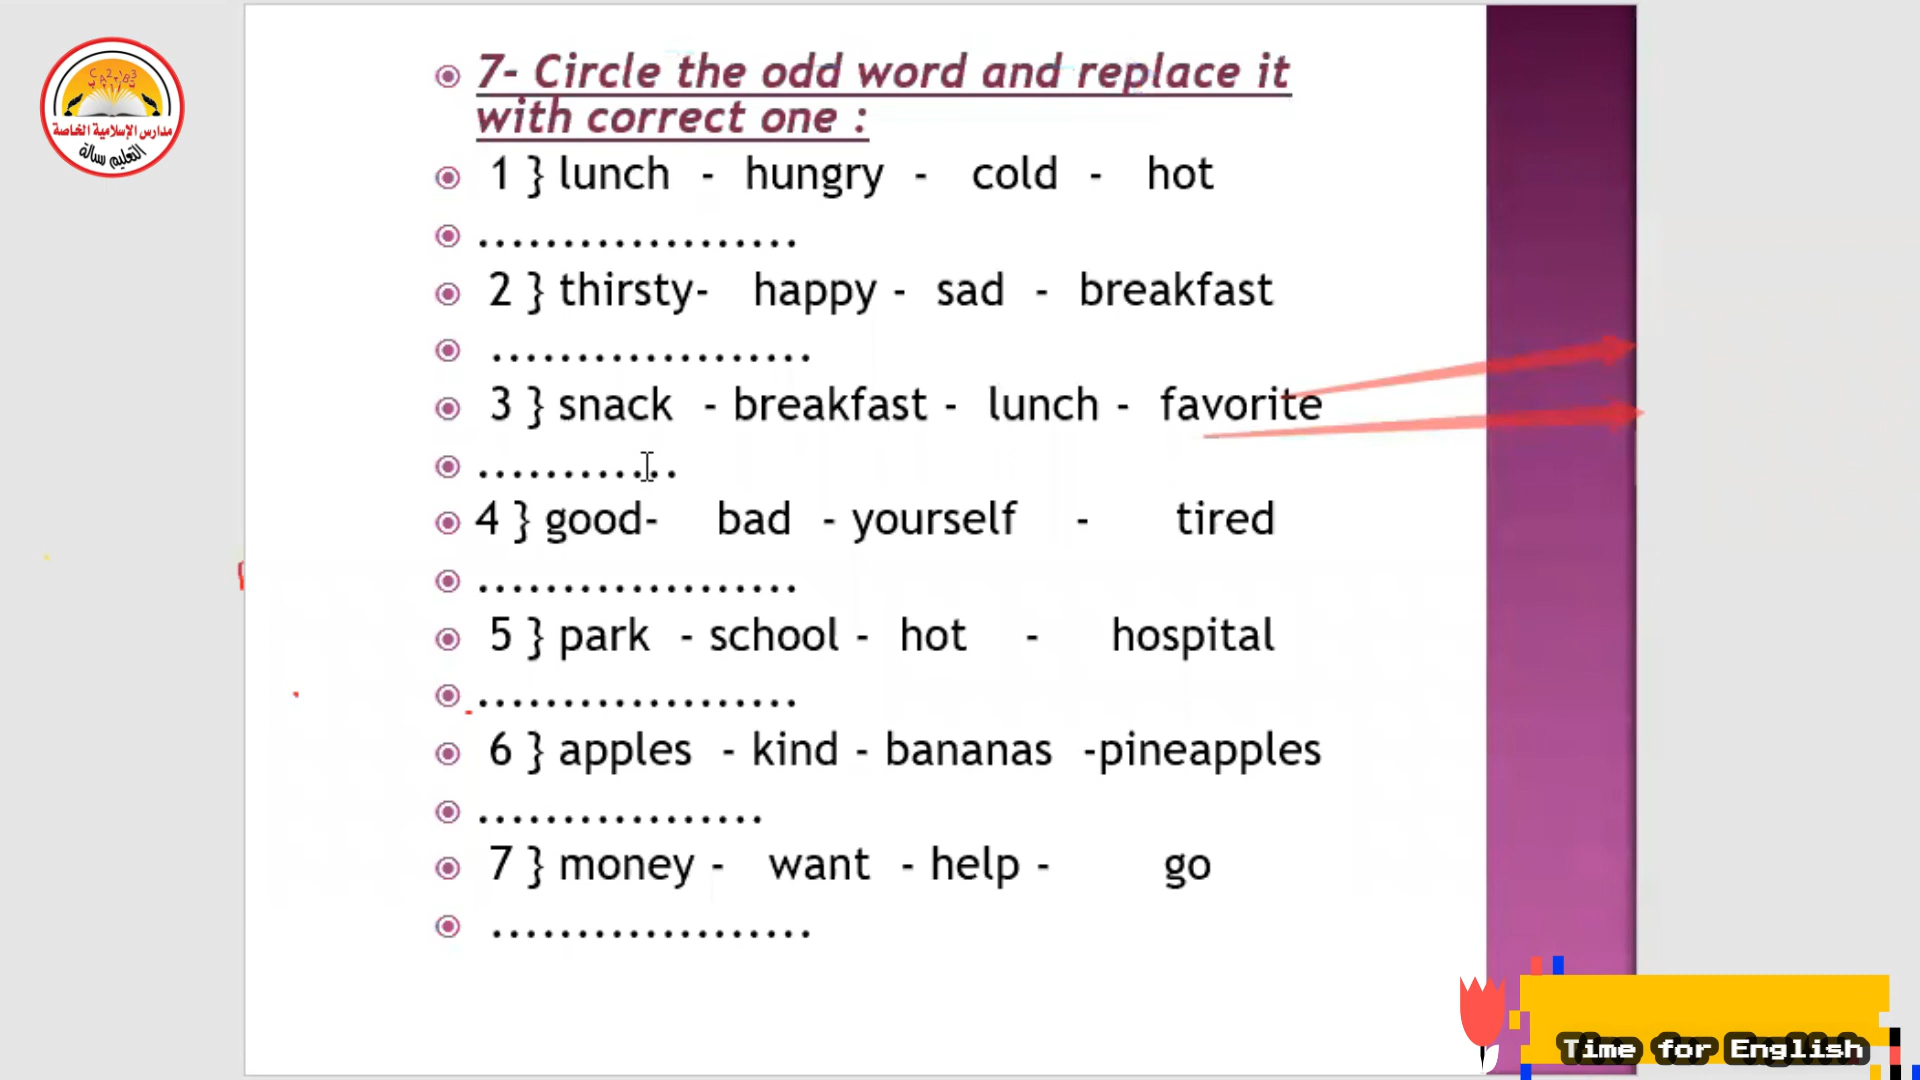 مدارس الإسلامية الخاصة
التعليم رسالة
7- Circle the odd word and replace it
with correct one :
1 } lunch - hungry - cold - hot
...................
2 } thirsty- happy - sad - breakfast
...................
3 } snack - breakfast - lunch - favorite
............
4 } good- bad - yourself - tired
...................
5 } park - school - hot - hospital
...................
6 } apples - kind - bananas -pineapples
.................
7 } money - want - help - go
...................
Time for English